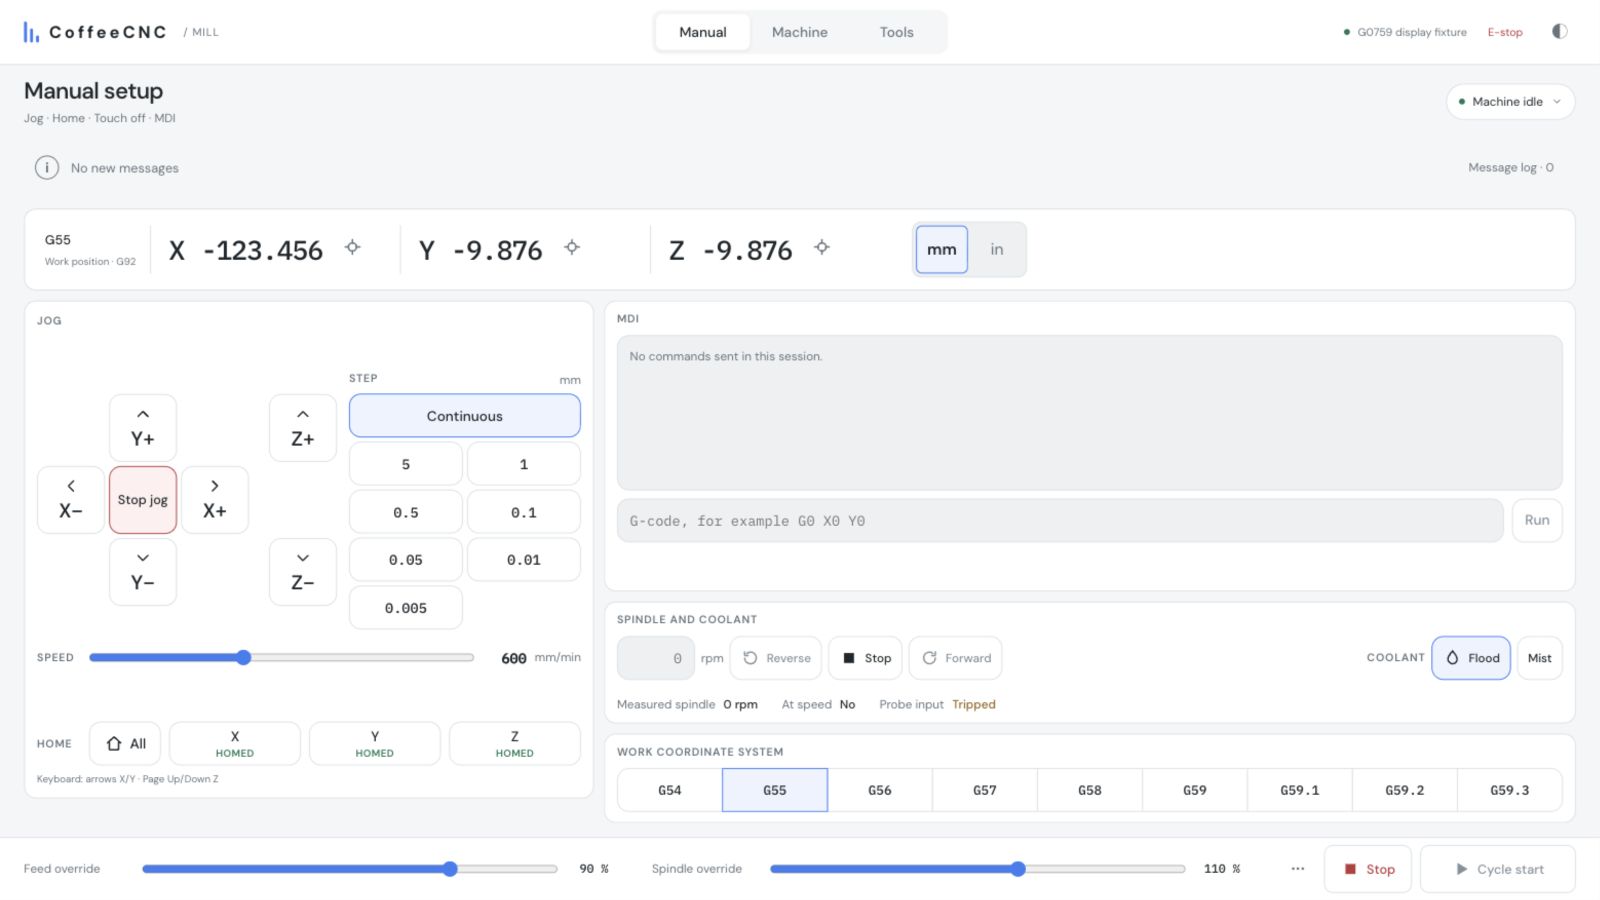 CoffeeCNC / MILL
Manual Machine Tools
G0759 display fixture E-stop
Manual setup
Jog · Home · Touch off · MDI
Machine idle
i No new messages
Message log · 0
G55
Work position · G92
X -123.456
Y -9.876
Z -9.876
mm in
JOG
STEP mm
Continuous
5 1
0.5 0.1
0.05 0.01
0.005
Y+
Z+
X−
Stop jog
X+
Y−
Z−
SPEED 600 mm/min
HOME All
X
HOMED
Y
HOMED
Z
HOMED
Keyboard: arrows X/Y · Page Up/Down Z
MDI
No commands sent in this session.
G-code, for example G0 X0 Y0
Run
SPINDLE AND COOLANT
0 rpm Reverse Stop Forward
COOLANT Flood Mist
Measured spindle 0 rpm At speed No Probe input Tripped
WORK COORDINATE SYSTEM
G54 G55 G56 G57 G58 G59 G59.1 G59.2 G59.3
Feed override 90 % Spindle override 110 % ··· Stop Cycle start